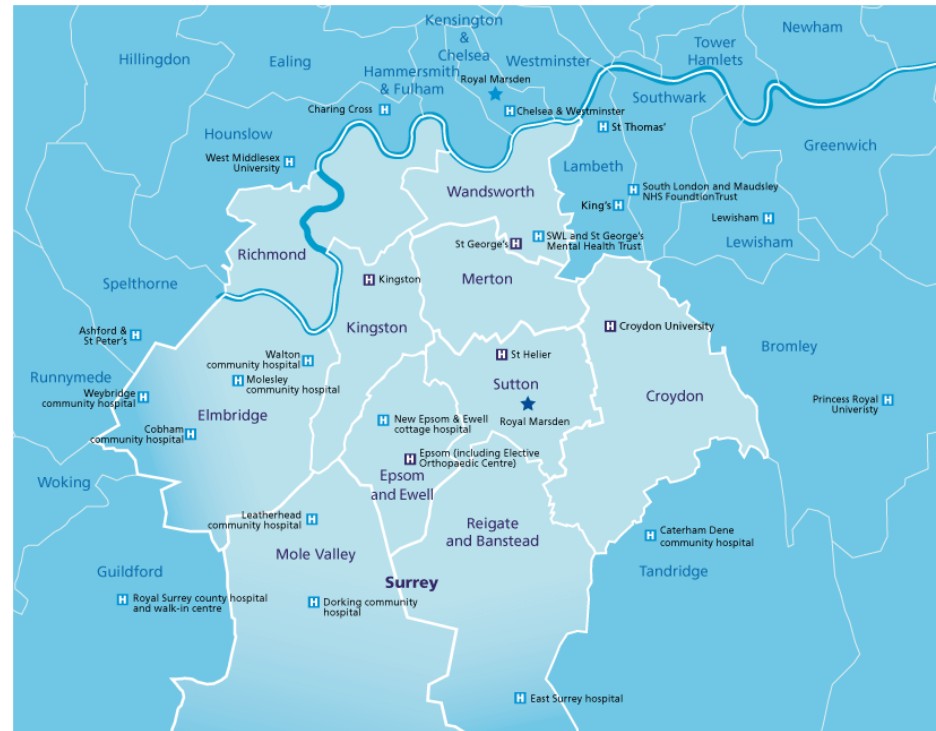 Kensington
&
Chelsea
Newham
Hillingdon
Ealing
Westminster
Tower
Hamlets
Hammersmith
& Fulham
Royal Marsden
Southwark
Charing Cross
H
H
Chelsea & Westminster
H
St Thomas'
Hounslow
Greenwich
West Middlesex
University
H
Lambeth
Wandsworth
H
South London and Maudsley
NHS FoundtionTrust
King's
H
Lewisham
H
St George's
H
H
SWL and St George's
Mental Health Trust
Lewisham
Richmond
H
Kingston
Merton
Spelthorne
Kingston
H
Croydon University
Ashford &
St Peter's
H
Bromley
Walton
community hospital
H
H
St Helier
Runnymede
H
Molesley
community hospital
Sutton
Weybridge
community hospital
H
Croydon
Princess Royal
Univeristy
H
Elmbridge
H
New Epsom & Ewell
cottage hospital
Royal Marsden
Cobham
community hospital
H
H
Epsom (including Elective
Orthopaedic Centre)
Woking
Epsom
and Ewell
Leatherhead
community hospital
H
Reigate
and Banstead
H
Caterham Dene
community hospital
Mole Valley
Guildford
Surrey
Tandridge
H
Royal Surrey county hospital
and walk-in centre
H
Dorking community
hospital
H
East Surrey hospital